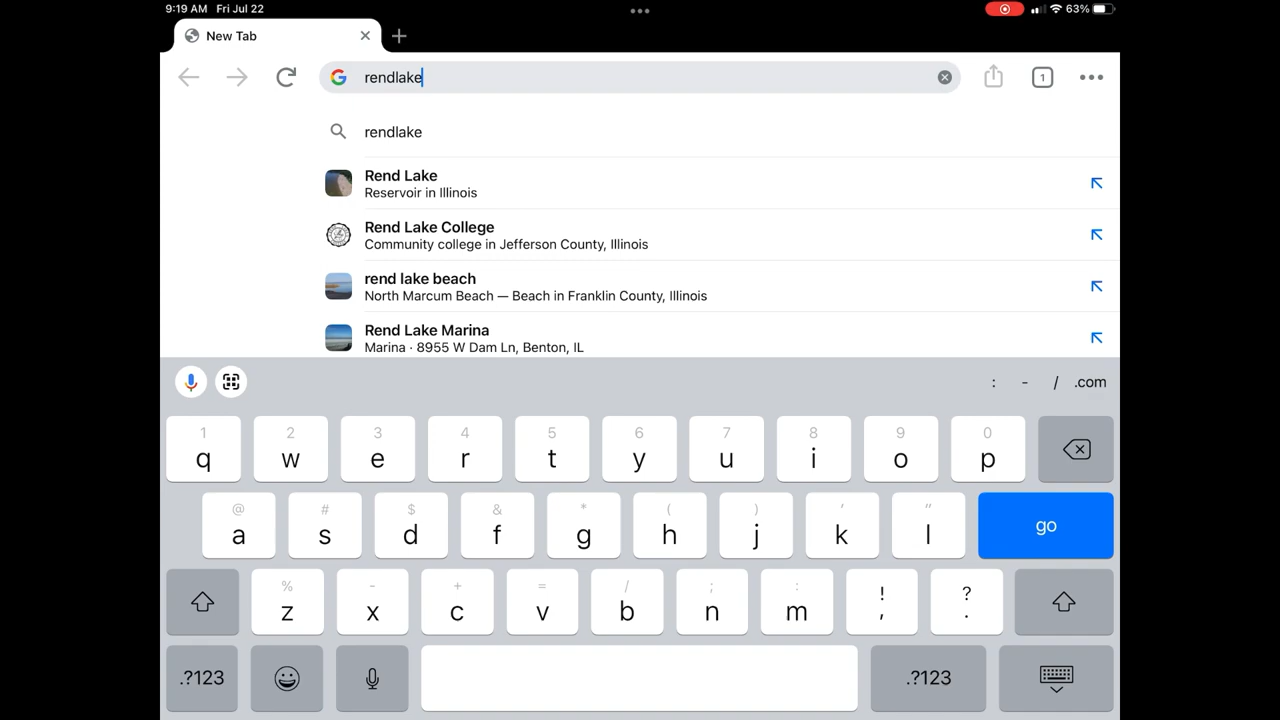 9:19 AM Fri Jul 22
63%
New Tab
rendlake
1
rendlake
Rend Lake
Reservoir in Illinois
Rend Lake College
Community college in Jefferson County, Illinois
rend lake beach
North Marcum Beach — Beach in Franklin County, Illinois
Rend Lake Marina
Marina · 8955 W Dam Ln, Benton, IL
: - / .com
1 2 3 4 5 6 7 8 9 0
q w e r t y u i o p
@ # $ & * ( ) ' "
a s d f g h j k l go
% - + = / ; : ! ?
z x c v b n m , .
.?123 .?123